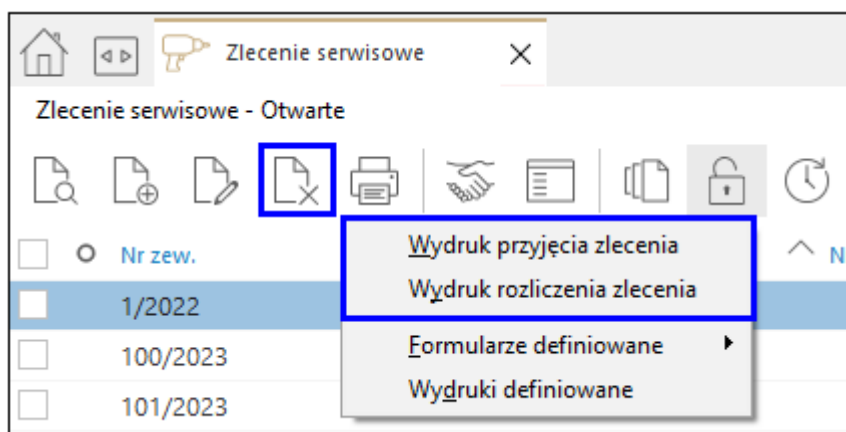 Zlecenie serwisowe
Zlecenie serwisowe - Otwarte
Nr zew.
N
Wydruk przyjęcia zlecenia
Wydruk rozliczenia zlecenia
Formularze definiowane
Wydruki definiowane
1/2022
100/2023
101/2023